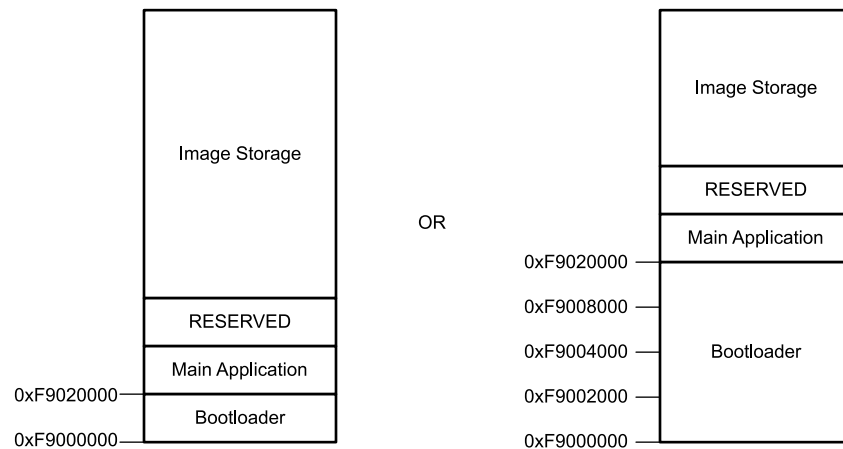 Image Storage
RESERVED
Main Application
0xF9020000
Bootloader
0xF9000000
OR
Image Storage
RESERVED
Main Application
0xF9020000
0xF9008000
0xF9004000
Bootloader
0xF9002000
0xF9000000